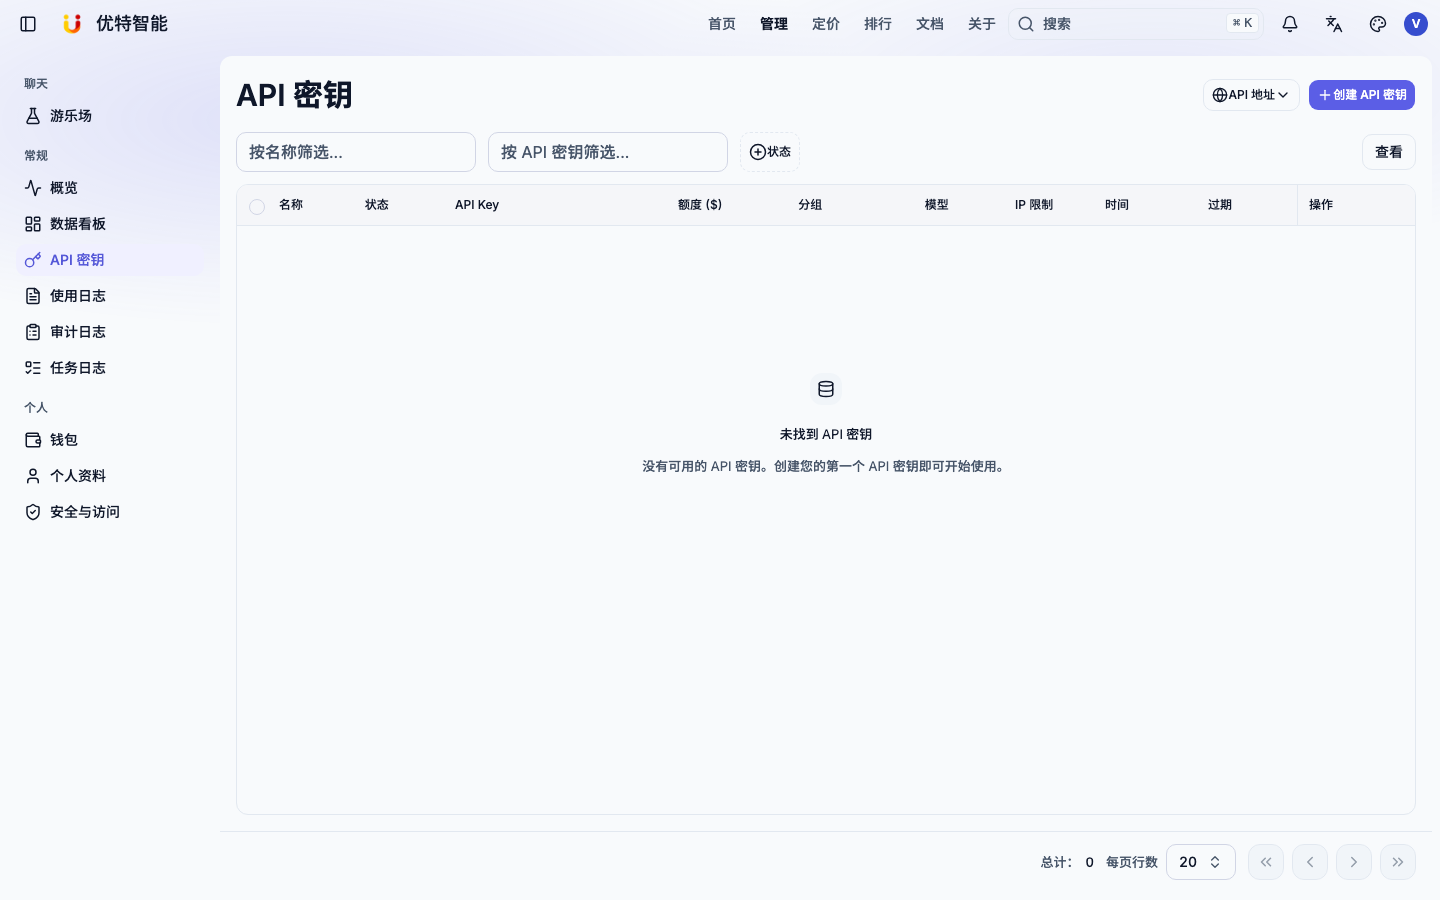 优特智能
首页
管理
定价
排行
文档
关于
搜索
⌘ K
V
聊天
游乐场
常规
概览
数据看板
API 密钥
使用日志
审计日志
任务日志
个人
钱包
个人资料
安全与访问
API 密钥
API 地址
创建 API 密钥
按名称筛选...
按 API 密钥筛选...
状态
查看
名称
状态
API Key
额度 ($)
分组
模型
IP 限制
时间
过期
操作
未找到 API 密钥
没有可用的 API 密钥。创建您的第一个 API 密钥即可开始使用。
总计： 0
每页行数
20